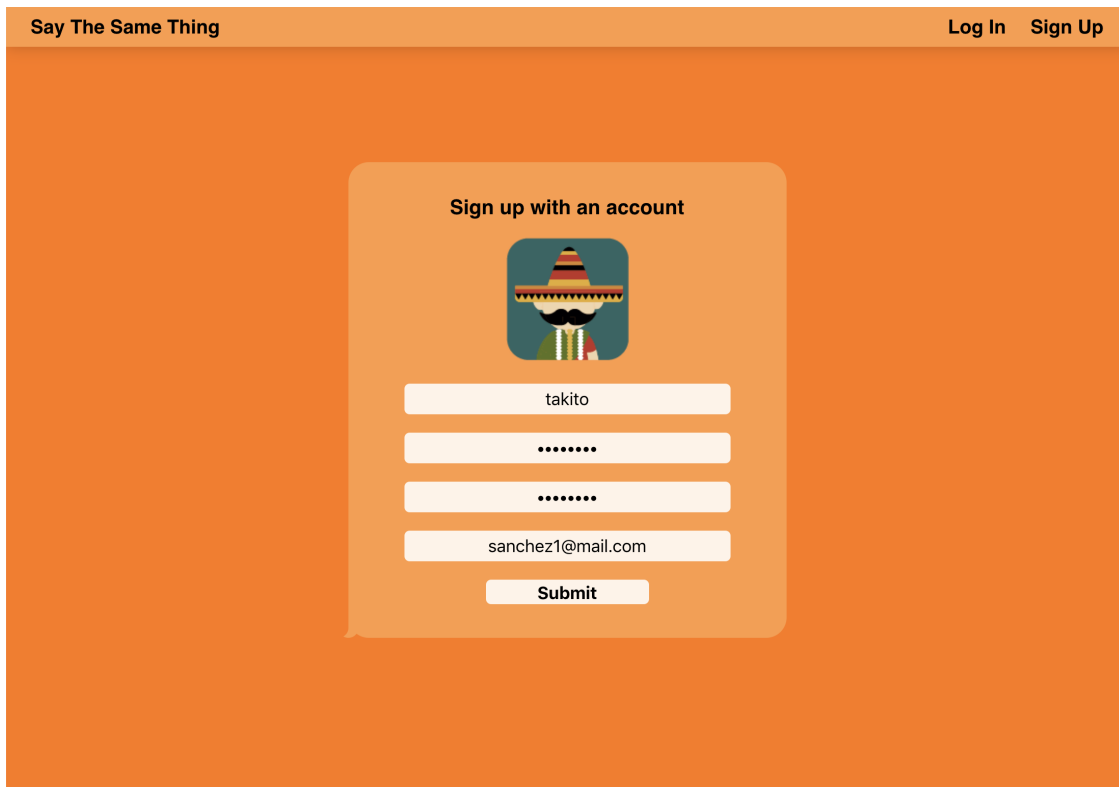 Say The Same Thing
Log In
Sign Up
Sign up with an account
takito
••••••••
••••••••
sanchez1@mail.com
Submit